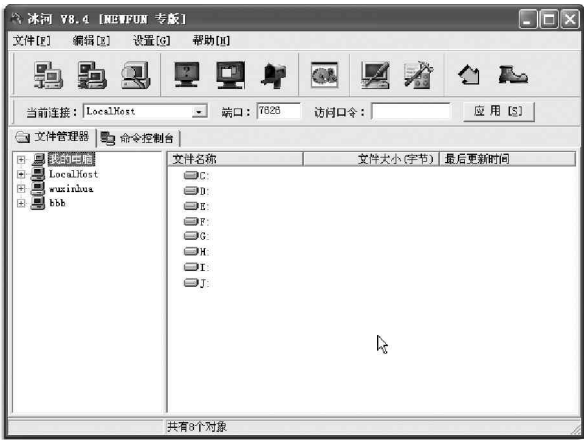 冰河 V8.4 [NEWFUN 专版]
文件[F] 编辑[E] 设置[G] 帮助[H]
当前连接： LocalHost 端口： 7626 访问口令： 应 用 [S]
文件管理器 命令控制台
我的电脑
LocalHost
wuxinhua
bbb
文件名称 文件大小(字节) 最后更新时间
C:
D:
E:
F:
G:
H:
I:
J:
共有8个对象